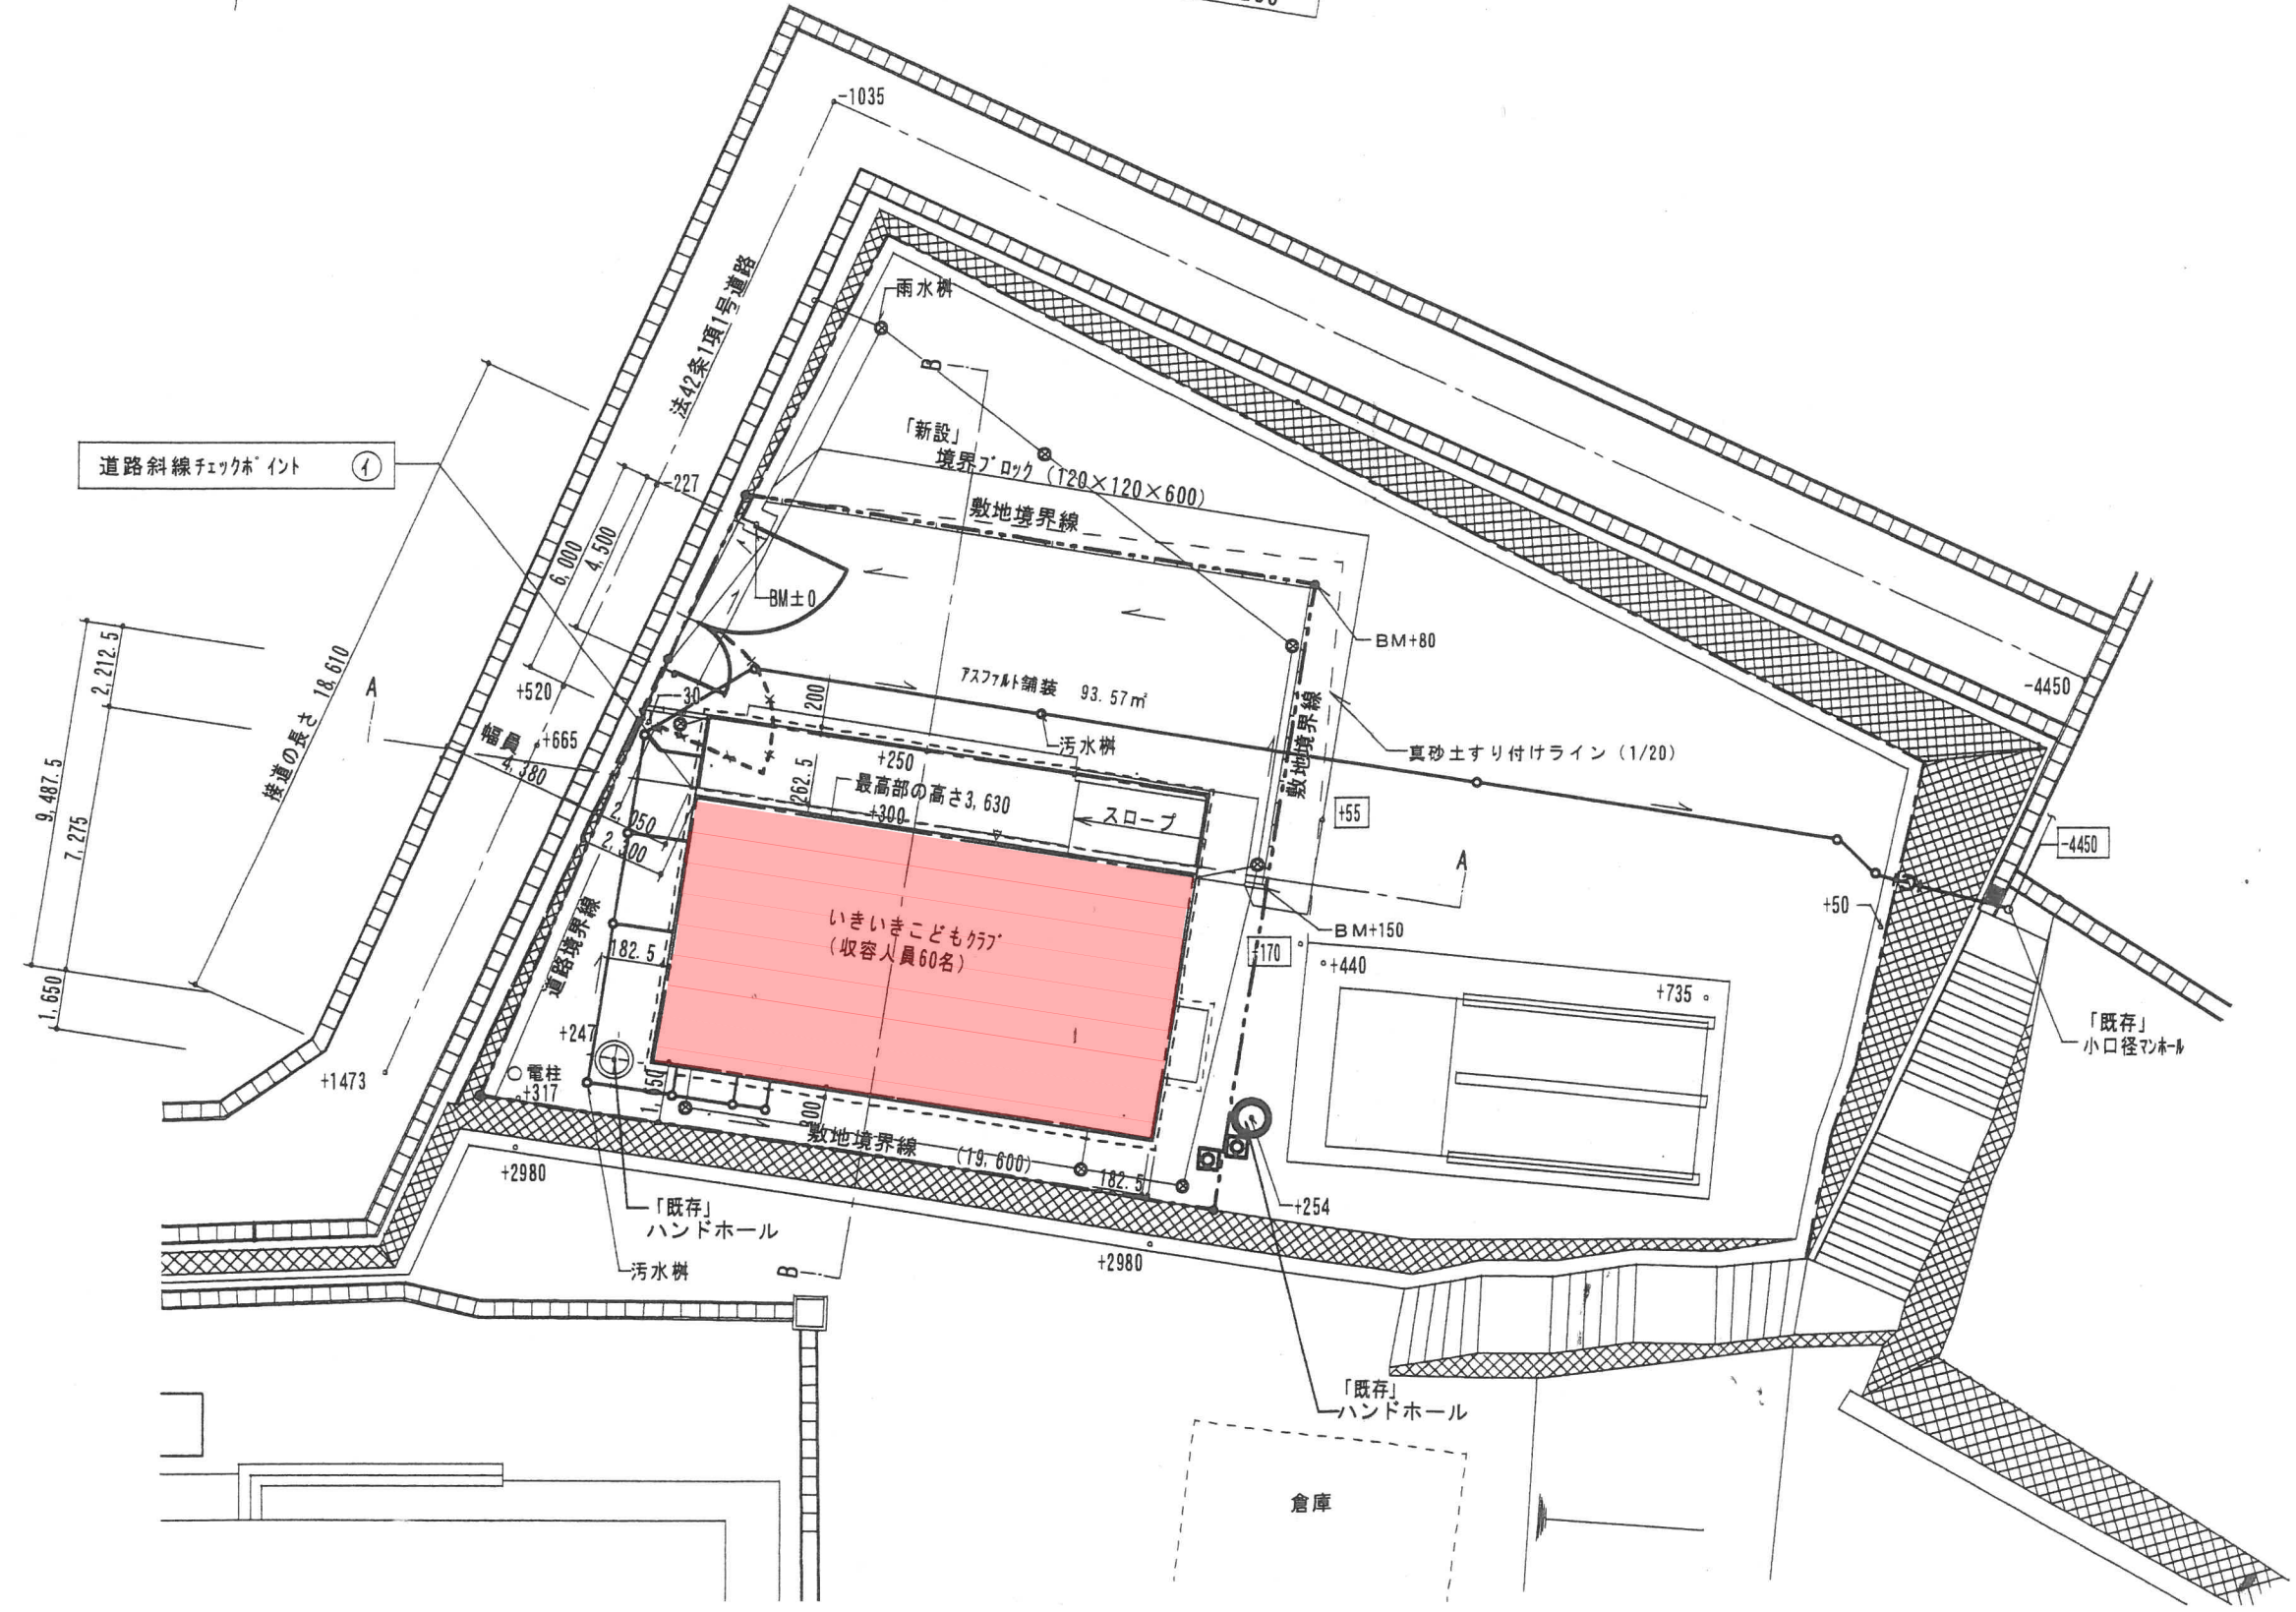 -1035
雨水桝
法42条1項1号道路
B
「新設」
境界ブロック (120×120×600)
道路斜線チェックポイント イ
-227
敷地境界線
6,000
4,500
BM±0
BM+80
2,212.5
18,610
接道の長さ
アスファルト舗装 93.57㎡
-4450
+520
30
200
敷地境界線
A
幅員
4,380
+665
汚水桝
真砂土すり付けライン (1/20)
9,487.5
7,275
+250
262.5
最高部の高さ3,630
+300
スロープ
+55
2,050
2,300
-4450
A
道路境界線
いきいきこどもクラブ
(収容人員60名)
+50
BM+150
182.5
+170
+440
+735
1,650
+247
「既存」
小口径マンホール
電柱
+317
+1473
1,650
敷地境界線 (19,600)
+2980
182.5
+254
「既存」
ハンドホール
+2980
汚水桝
B
「既存」
ハンドホール
倉庫